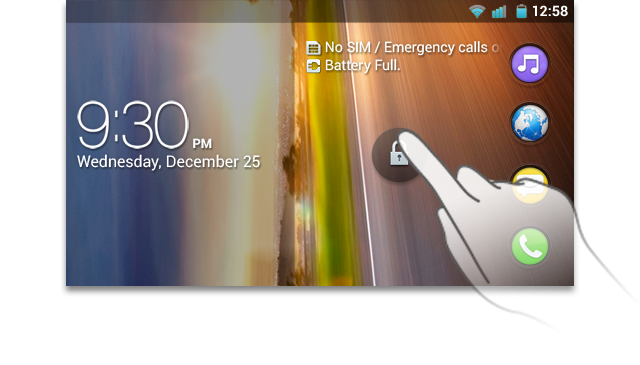 12:58
No SIM / Emergency calls o
Battery Full.
9:30 PM
Wednesday, December 25